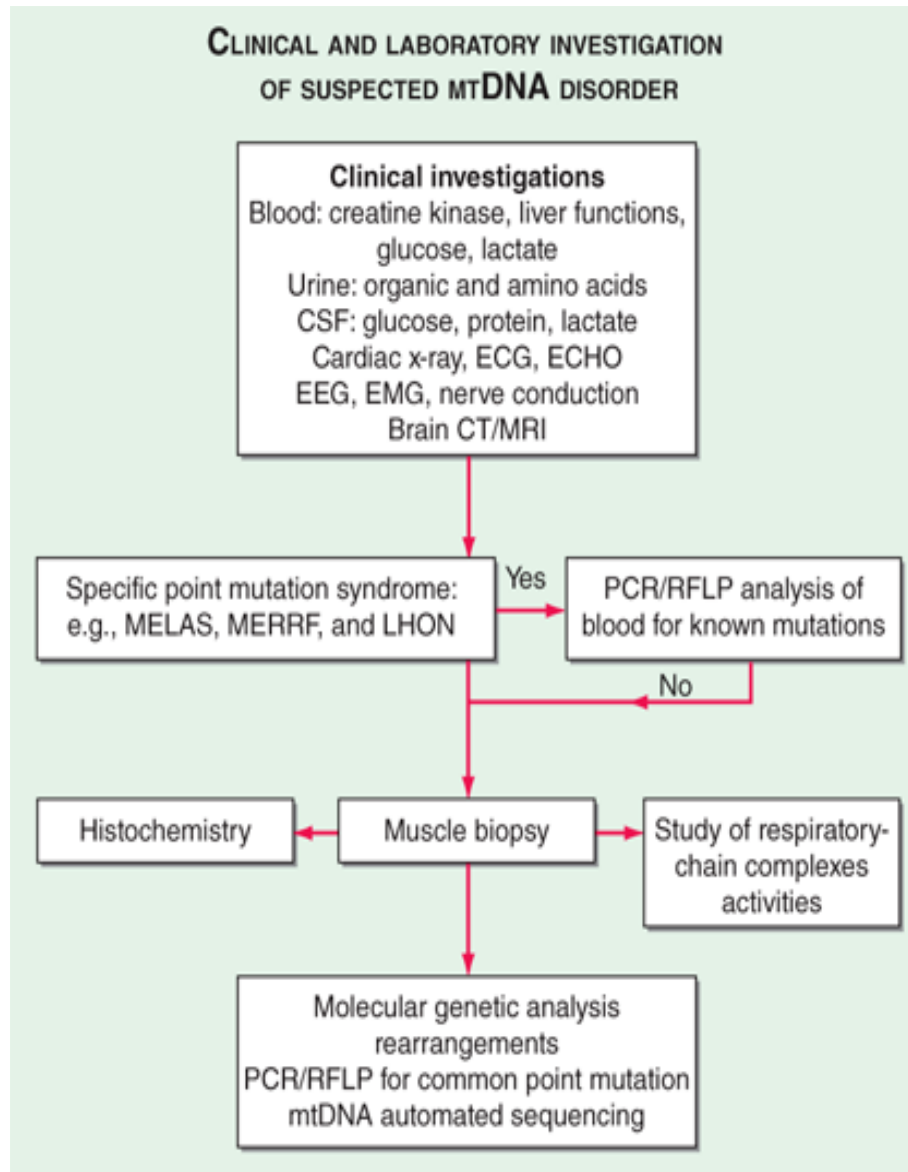 CLINICAL AND LABORATORY INVESTIGATION
OF SUSPECTED MTDNA DISORDER
Clinical investigations
Blood: creatine kinase, liver functions,
glucose, lactate
Urine: organic and amino acids
CSF: glucose, protein, lactate
Cardiac x-ray, ECG, ECHO
EEG, EMG, nerve conduction
Brain CT/MRI
Specific point mutation syndrome:
e.g., MELAS, MERRF, and LHON
Yes
PCR/RFLP analysis of
blood for known mutations
No
Histochemistry
Muscle biopsy
Study of respiratory-
chain complexes
activities
Molecular genetic analysis
rearrangements
PCR/RFLP for common point mutation
mtDNA automated sequencing